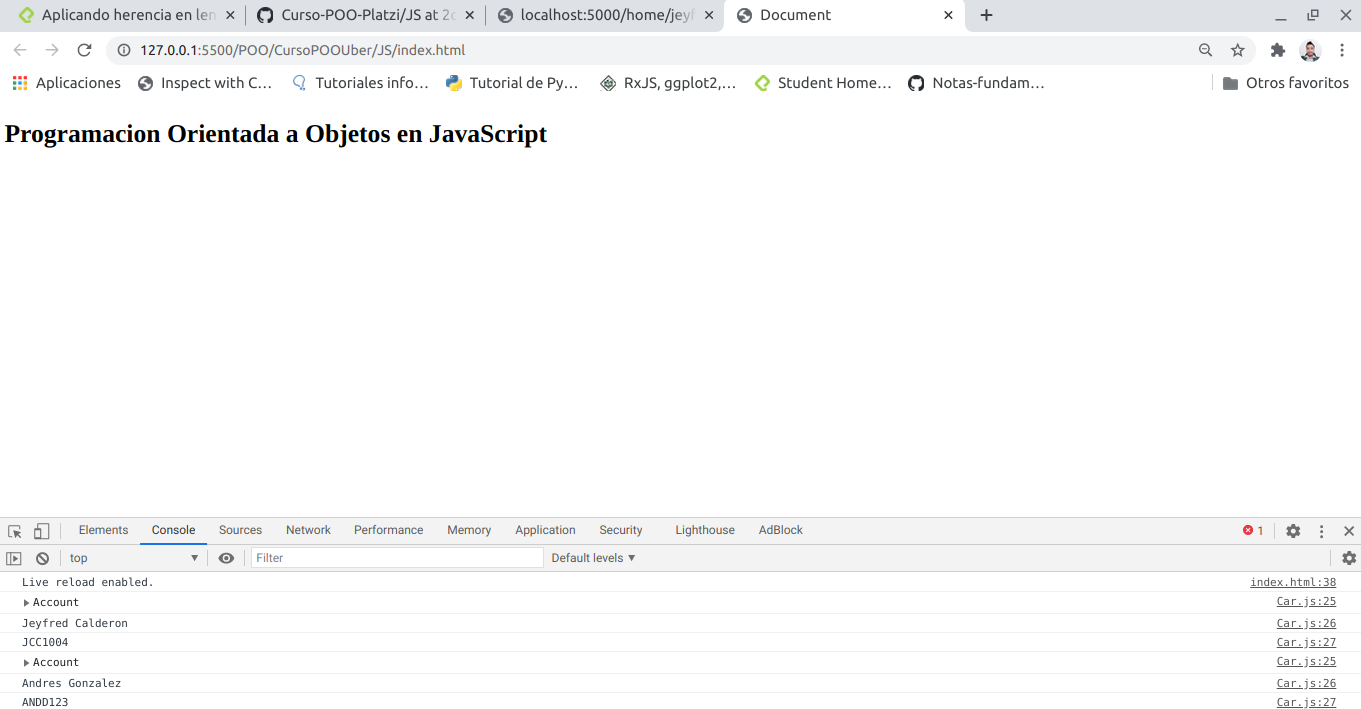 Aplicando herencia en len
Curso-POO-Platzi/JS at 2c
localhost:5000/home/jeyf
Document
127.0.0.1:5500/POO/CursoPOOUber/JS/index.html
Aplicaciones
Inspect with C...
Tutoriales info...
Tutorial de Py...
RxJS, ggplot2,...
Student Home...
Notas-fundam...
Otros favoritos
Programacion Orientada a Objetos en JavaScript
Elements Console Sources Network Performance Memory Application Security Lighthouse AdBlock 1
top Filter Default levels
Live reload enabled. index.html:38
Account Car.js:25
Jeyfred Calderon Car.js:26
JCC1004 Car.js:27
Account Car.js:25
Andres Gonzalez Car.js:26
ANDD123 Car.js:27